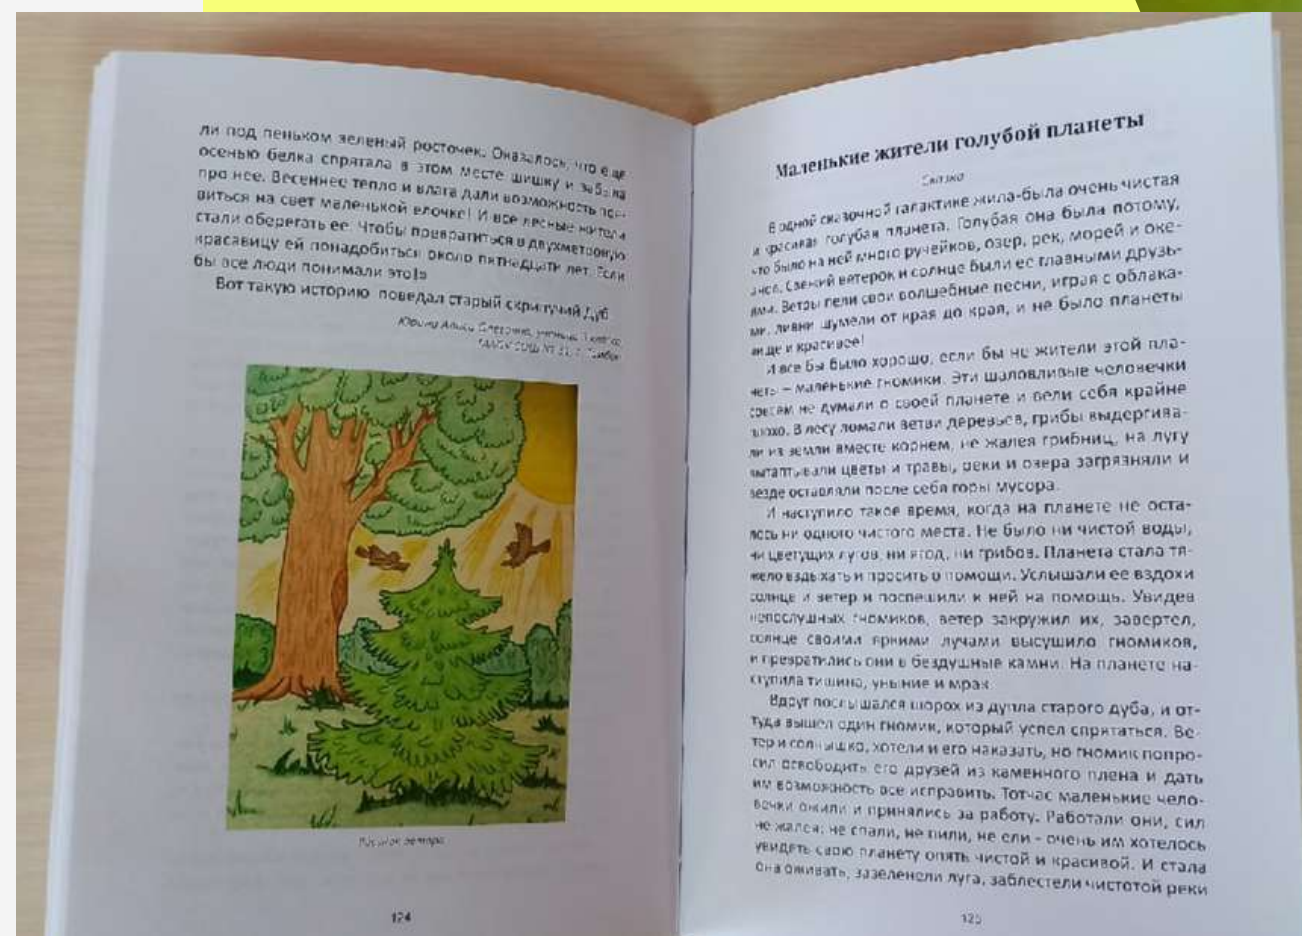 ли под пеньком зеленый росточек. Оказалось, что еще
осенью белка спрятала в этом месте шишку и забыла
про нее. Весеннее тепло и влага дали возможность поя-
виться на свет маленькой елочке! И все лесные жители
стали оберегать ее. Чтобы превратиться в двухметровую
красавицу ей понадобиться около пятнадцати лет. Если
бы все люди понимали это!»
Вот такую историю поведал старый скрипучий Дуб.
Юрина Алиса
Рисунок автора
124
Маленькие жители голубой планеты
Сказка
В одной сказочной галактике жила-была очень чистая
и красивая голубая планета. Голубая она была потому,
что было на ней много ручейков, озер, рек, морей и оке-
анов. Свежий ветерок и солнце были ее главными друзь-
ями. Ветры пели свои волшебные песни, играя с облака-
ми, ливни шумели от края до края, и не было планеты
чище и красивее!
И все бы было хорошо, если бы не жители этой пла-
неты – маленькие гномики. Эти шаловливые человечки
совсем не думали о своей планете и вели себя крайне
плохо. В лесу ломали ветви деревьев, грибы выдергива-
ли из земли вместе корнем, не жалея грибниц, на лугу
вытаптывали цветы и травы, реки и озера загрязняли и
везде оставляли после себя горы мусора.
И наступило такое время, когда на планете не оста-
лось ни одного чистого места. Не было ни чистой воды,
ни цветущих лугов, ни ягод, ни грибов. Планета стала тя-
жело вздыхать и просить о помощи. Услышали ее вздохи
солнце и ветер и поспешили к ней на помощь. Увидев
непослушных гномиков, ветер закружил их, завертел,
солнце своими яркими лучами высушило гномиков,
и превратились они в бездушные камни. На планете на-
ступила тишина, уныние и мрак.
Вдруг послышался шорох из дупла старого дуба, и от-
туда вышел один гномик, который успел спрятаться. Ве-
тер и солнышко, хотели и его наказать, но гномик попро-
сил освободить его друзей из каменного плена и дать
им возможность все исправить. Тотчас маленькие чело-
вечки ожили и принялись за работу. Работали они, сил
не жалея; не спали, не пили, не ели – очень им хотелось
увидеть свою планету опять чистой и красивой. И стала
она оживать, зазеленели луга, заблестели чистотой реки
125